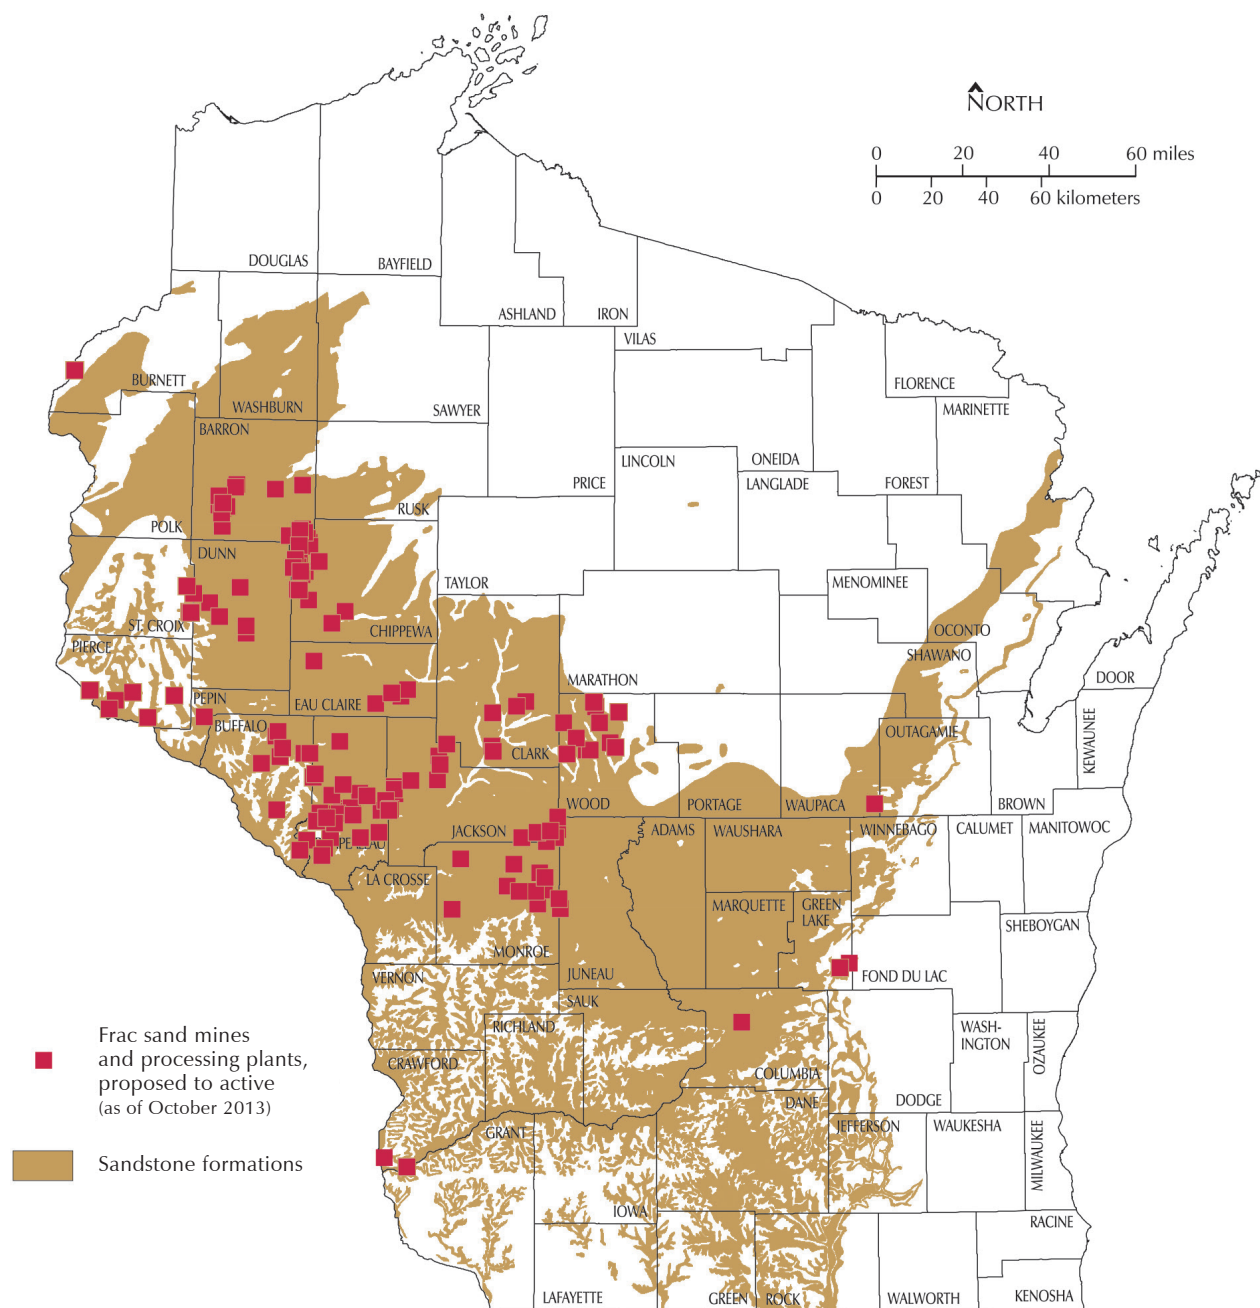 NORTH
0 20 40 60 miles
0 20 40 60 kilometers
DOUGLAS
BAYFIELD
ASHLAND
IRON
VILAS
BURNETT
WASHBURN
SAWYER
FLORENCE
MARINETTE
BARRON
PRICE
LINCOLN
ONEIDA
LANGLADE
FOREST
POLK
RUSK
DUNN
TAYLOR
MENOMINEE
ST. CROIX
CHIPPEWA
OCONTO
PIERCE
SHAWANO
MARATHON
DOOR
PEPIN
EAU CLAIRE
BUFFALO
CLARK
OUTAGAMIE
KEWAUNEE
WOOD
PORTAGE
WAUPACA
BROWN
JACKSON
ADAMS
WAUSHARA
WINNEBAGO
CALUMET
MANITOWOC
LA CROSSE
MARQUETTE
GREEN
LAKE
SHEBOYGAN
MONROE
VERNON
JUNEAU
FOND DU LAC
SAUK
RICHLAND
WASH-
INGTON
OZAUKEE
CRAWFORD
COLUMBIA
DANE
DODGE
GRANT
JEFFERSON
WAUKESHA
MILWAUKEE
IOWA
RACINE
LAFAYETTE
GREEN
ROCK
WALWORTH
KENOSHA
Frac sand mines
and processing plants,
proposed to active
(as of October 2013)
Sandstone formations